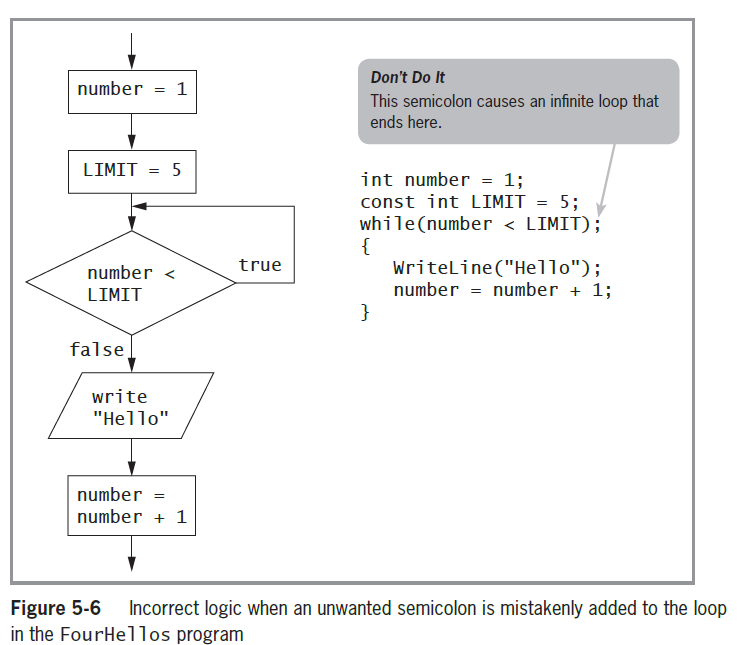 number = 1
LIMIT = 5
number <
LIMIT
true
false
write
"Hello"
number =
number + 1
Don't Do It
This semicolon causes an infinite loop that
ends here.
int number = 1;
const int LIMIT = 5;
while(number < LIMIT);
{
WriteLine("Hello");
number = number + 1;
}
Figure 5-6 Incorrect logic when an unwanted semicolon is mistakenly added to the loop
in the FourHellos program